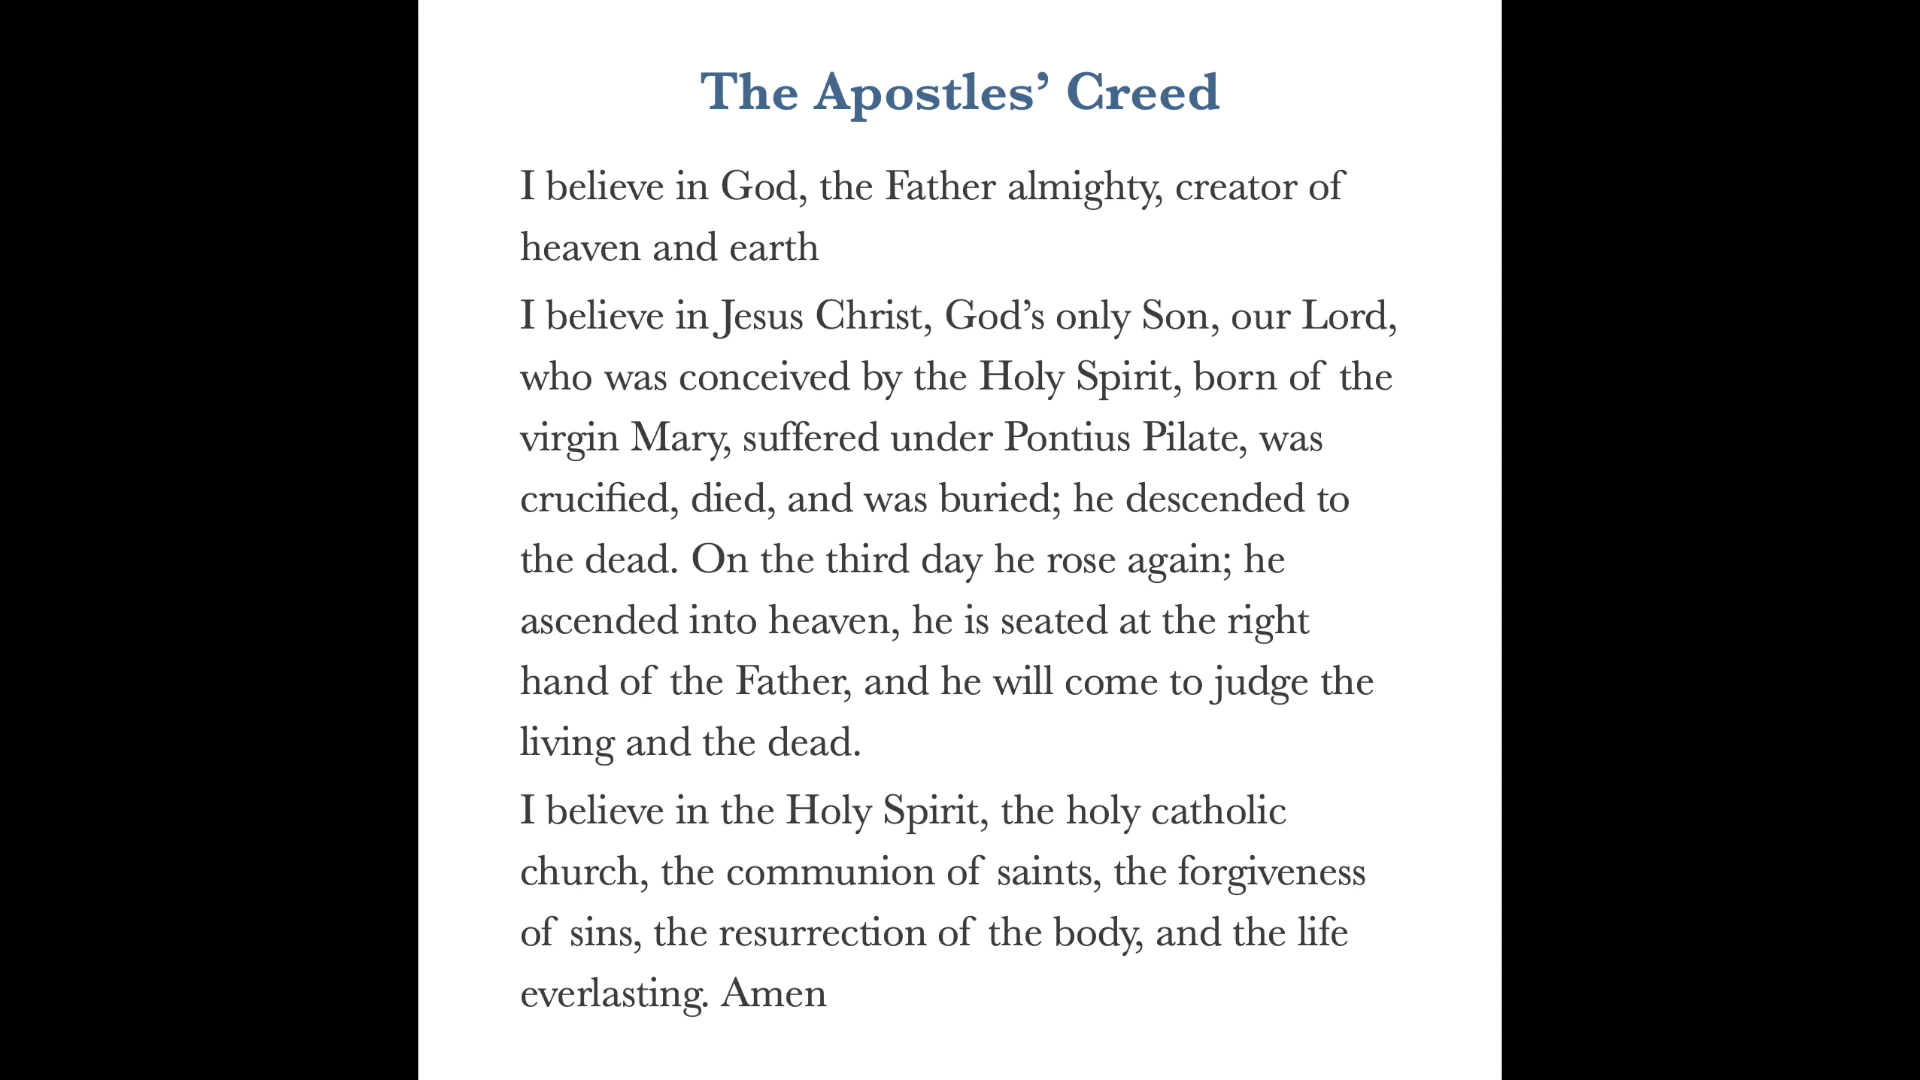 The Apostles’ Creed
I believe in God, the Father almighty, creator of
heaven and earth
I believe in Jesus Christ, God’s only Son, our Lord,
who was conceived by the Holy Spirit, born of the
virgin Mary, suffered under Pontius Pilate, was
crucified, died, and was buried; he descended to
the dead. On the third day he rose again; he
ascended into heaven, he is seated at the right
hand of the Father, and he will come to judge the
living and the dead.
I believe in the Holy Spirit, the holy catholic
church, the communion of saints, the forgiveness
of sins, the resurrection of the body, and the life
everlasting. Amen